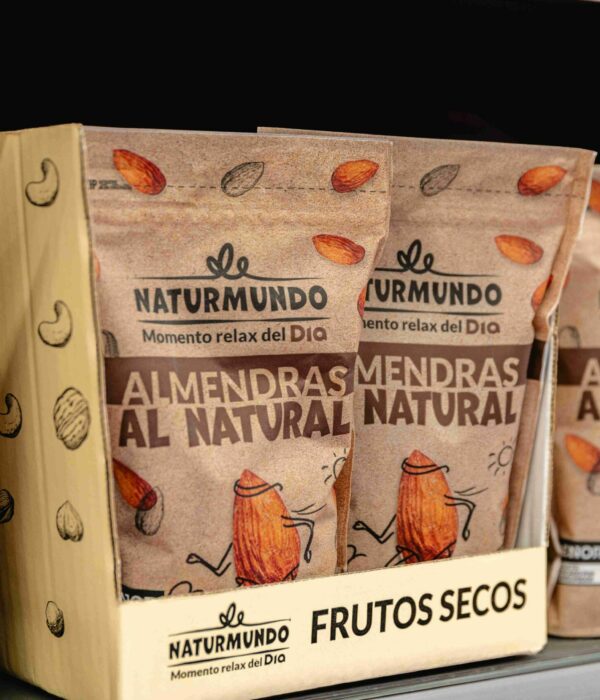 NATURMUNDO
Momento relax del Dia
ALMENDRAS
AL NATURAL
TURMUNDO
ento relax del Dia
MENDRAS
NATURAL
NATURMUNDO
Momento relax del Dia
FRUTOS SECOS